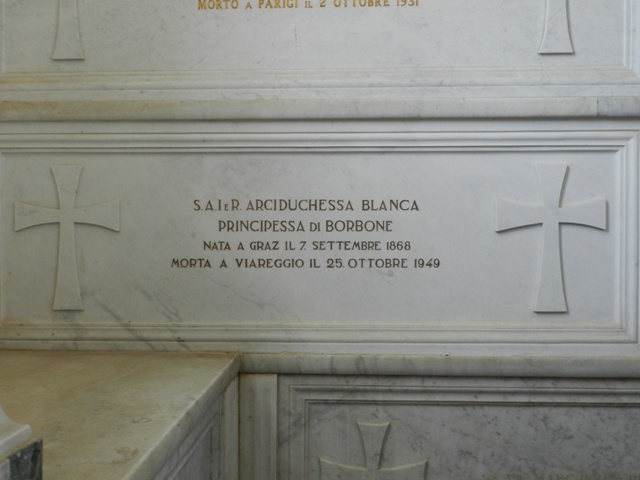 MORTO A PARIGI IL 2 OTTOBRE 1931
S.A.I. E R. ARCIDUCHESSA BLANCA
PRINCIPESSA DI BORBONE
NATA A GRAZ IL 7. SETTEMBRE 1868
MORTA A VIAREGGIO IL 25. OTTOBRE 1949